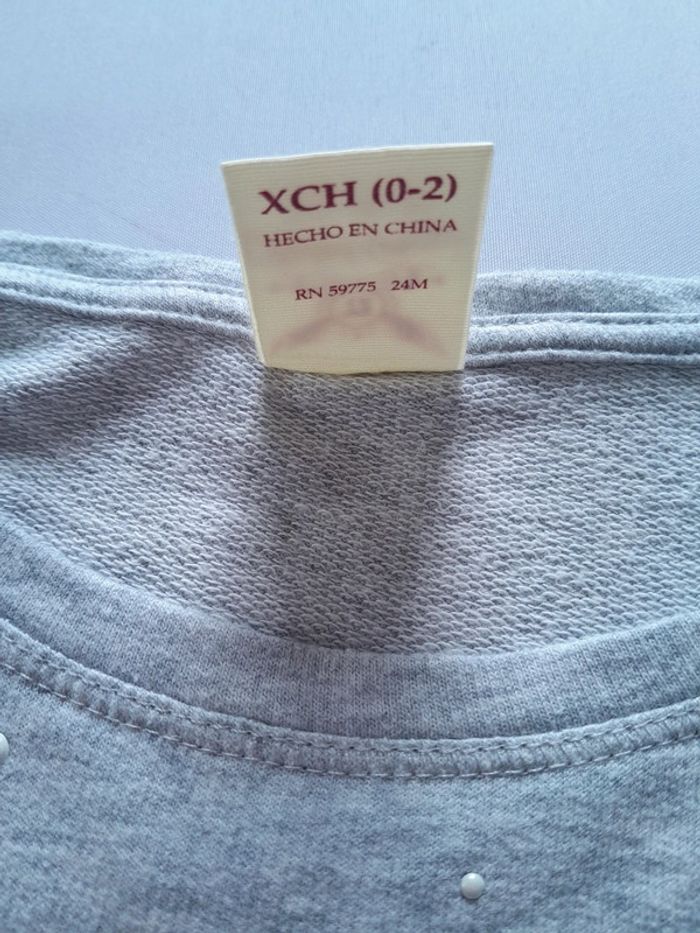 XCH (0-2)
HECHO EN CHINA
RN 59775 24M